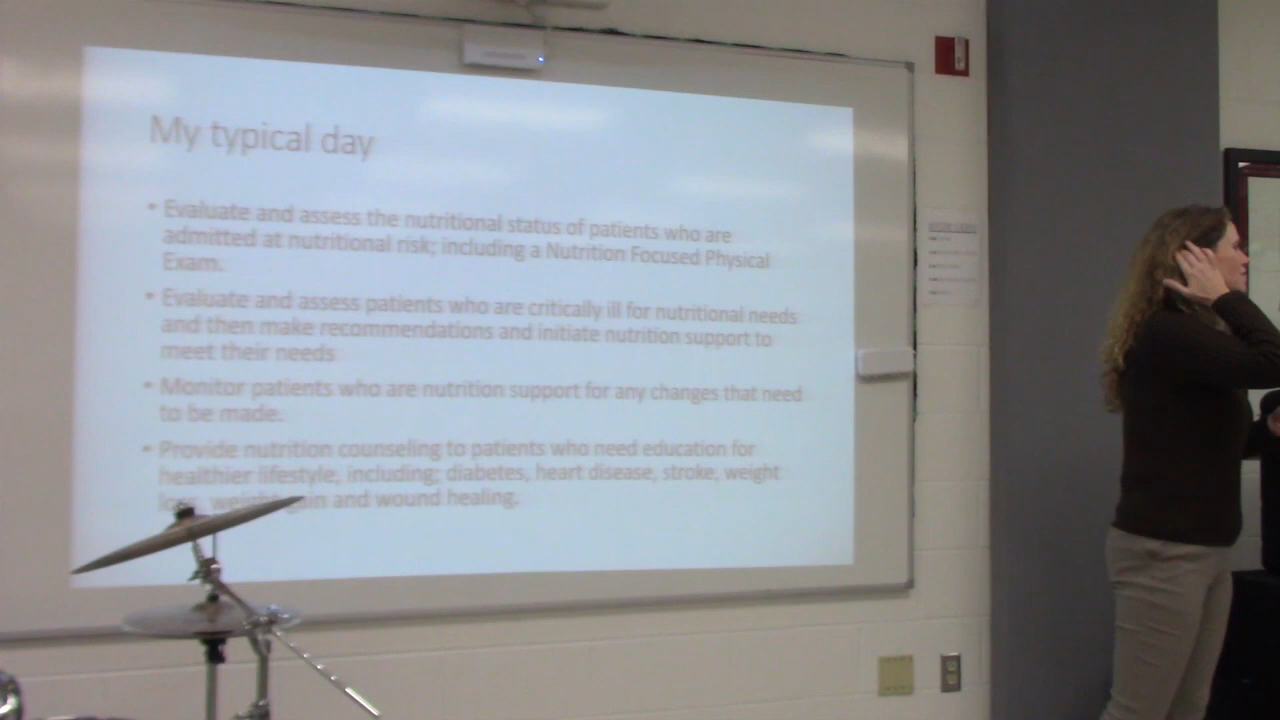 My typical day
• Evaluate and assess the nutritional status of patients who are
admitted at nutritional risk; including a Nutrition Focused Physical
Exam.
• Evaluate and assess patients who are critically ill for nutritional needs
and then make recommendations and initiate nutrition support to
meet their needs
• Monitor patients who are nutrition support for any changes that need
to be made.
• Provide nutrition counseling to patients who need education for
healthier lifestyle, including; diabetes, heart disease, stroke, weight
loss, weight gain and wound healing.